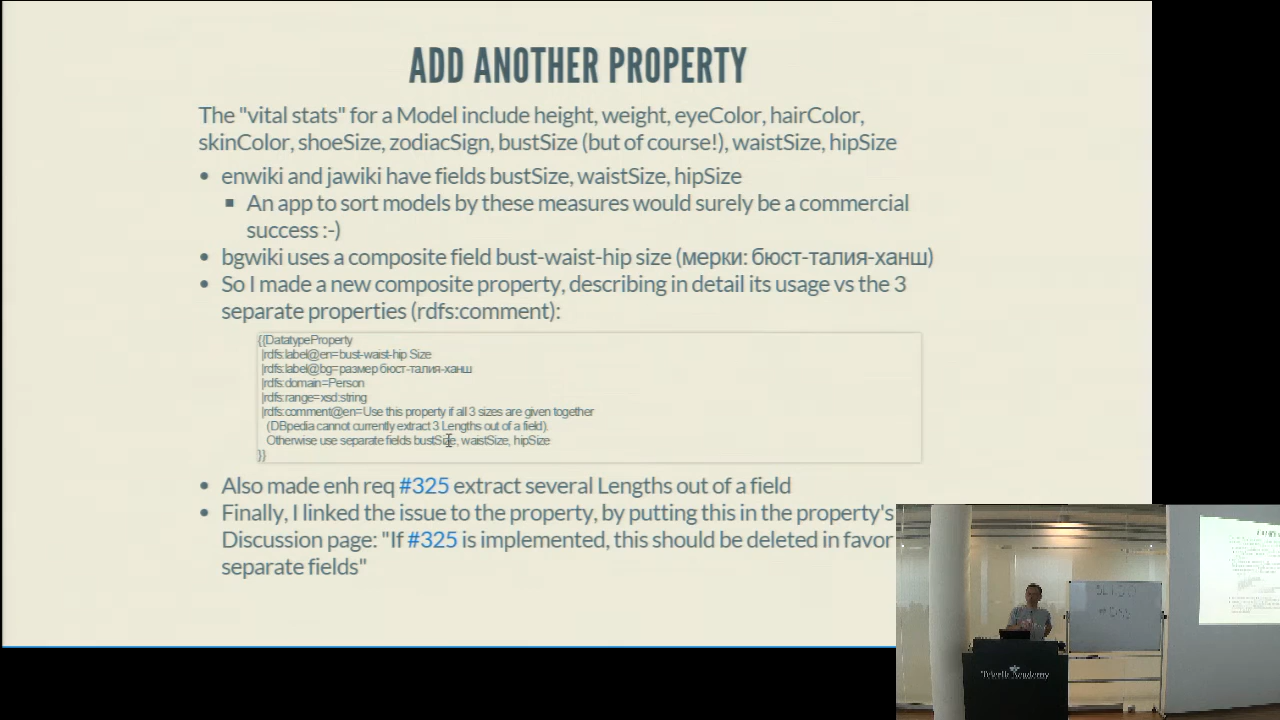 ADD ANOTHER PROPERTY
The "vital stats" for a Model include height, weight, eyeColor, hairColor,
skinColor, shoeSize, zodiacSign, bustSize (but of course!), waistSize, hipSize
• enwiki and jawiki have fields bustSize, waistSize, hipSize
▪ An app to sort models by these measures would surely be a commercial
success :-)
• bgwiki uses a composite field bust-waist-hip size (мерки: бюст-талия-ханш)
• So I made a new composite property, describing in detail its usage vs the 3
separate properties (rdfs:comment):
{{DatatypeProperty
|rdfs:label@en=bust-waist-hip Size
|rdfs:label@bg=размер бюст-талия-ханш
|rdfs:domain=Person
|rdfs:range=xsd:string
|rdfs:comment@en=Use this property if all 3 sizes are given together
(DBpedia cannot currently extract 3 Lengths out of a field).
Otherwise use separate fields bustSize, waistSize, hipSize
}}
• Also made enh req #325 extract several Lengths out of a field
• Finally, I linked the issue to the property, by putting this in the property's
Discussion page: "If #325 is implemented, this should be deleted in favor
separate fields"
Telerik Academy